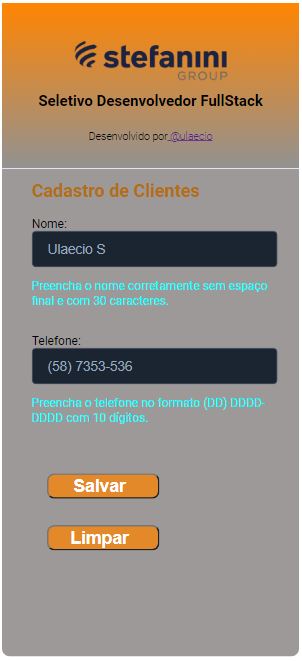 stefanini
GROUP
Seletivo Desenvolvedor FullStack
Desenvolvido por @ulaecio
Cadastro de Clientes
Nome:
Ulaecio S
Preencha o nome corretamente sem espaço
final e com 30 caracteres.
Telefone:
(58) 7353-536
Preencha o telefone no formato (DD) DDDD-
DDDD com 10 dígitos.
Salvar
Limpar